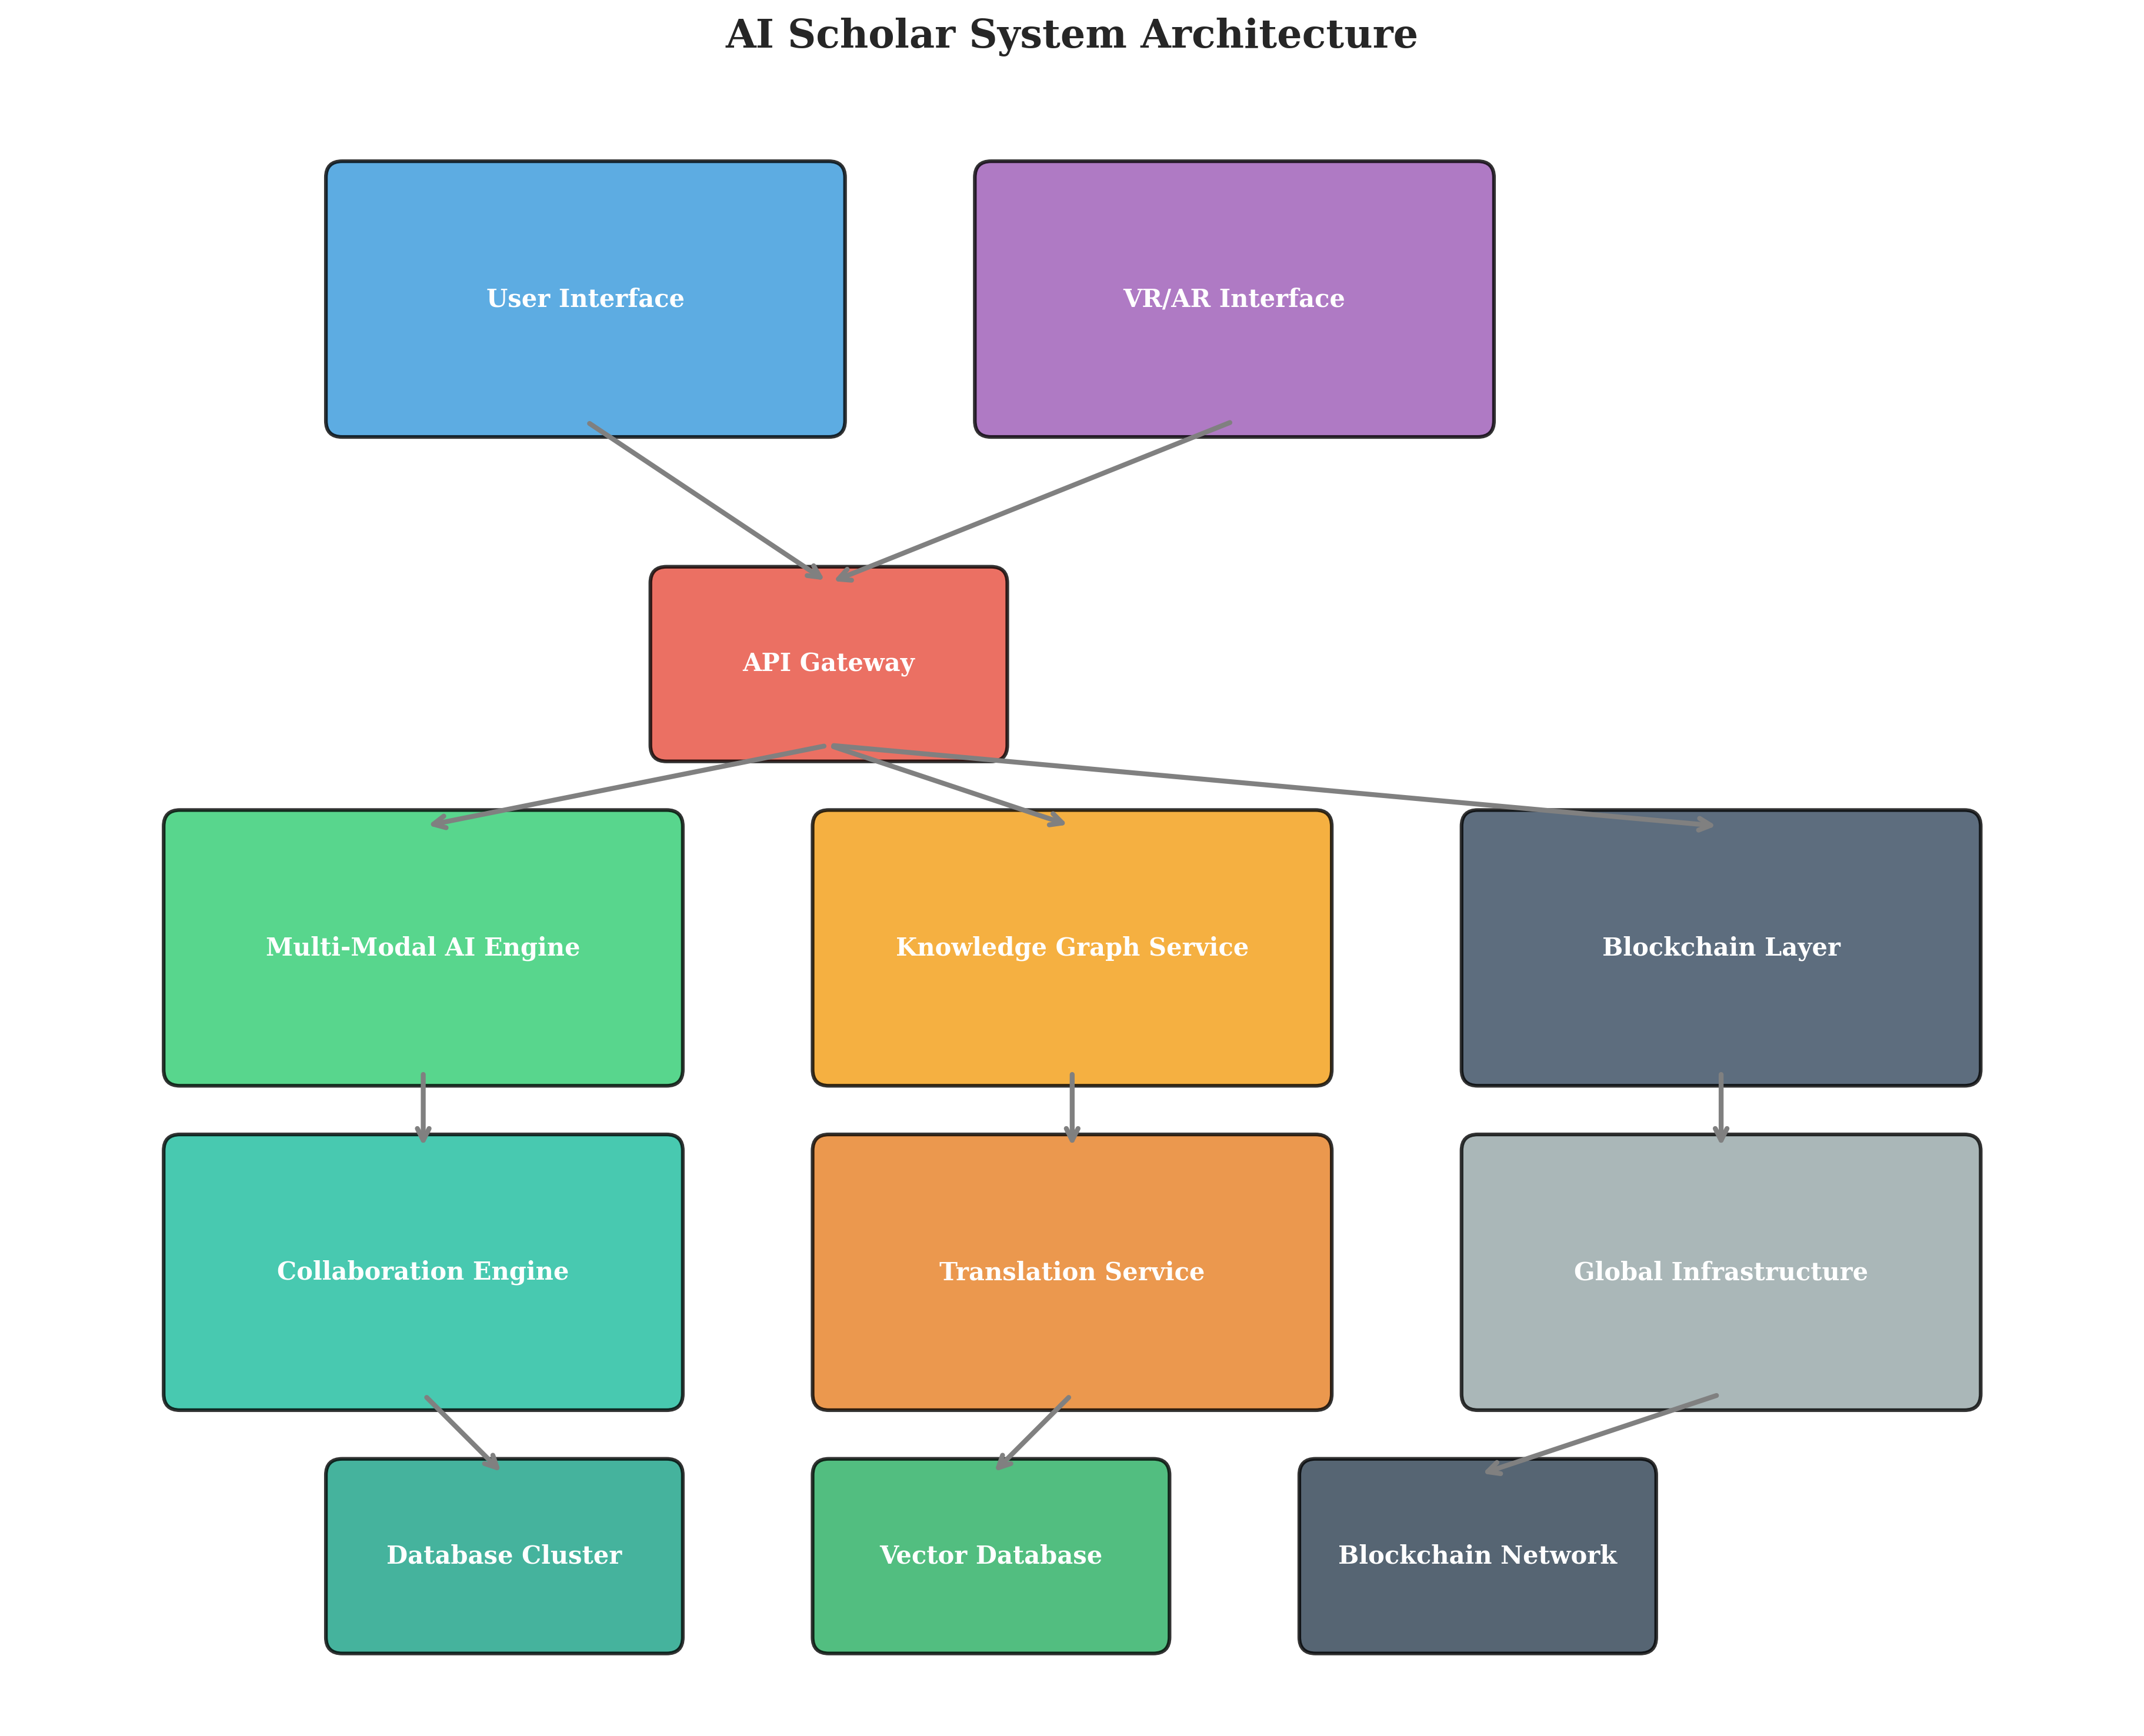 AI Scholar System Architecture
User Interface
VR/AR Interface
API Gateway
Multi-Modal AI Engine
Knowledge Graph Service
Blockchain Layer
Collaboration Engine
Translation Service
Global Infrastructure
Database Cluster
Vector Database
Blockchain Network